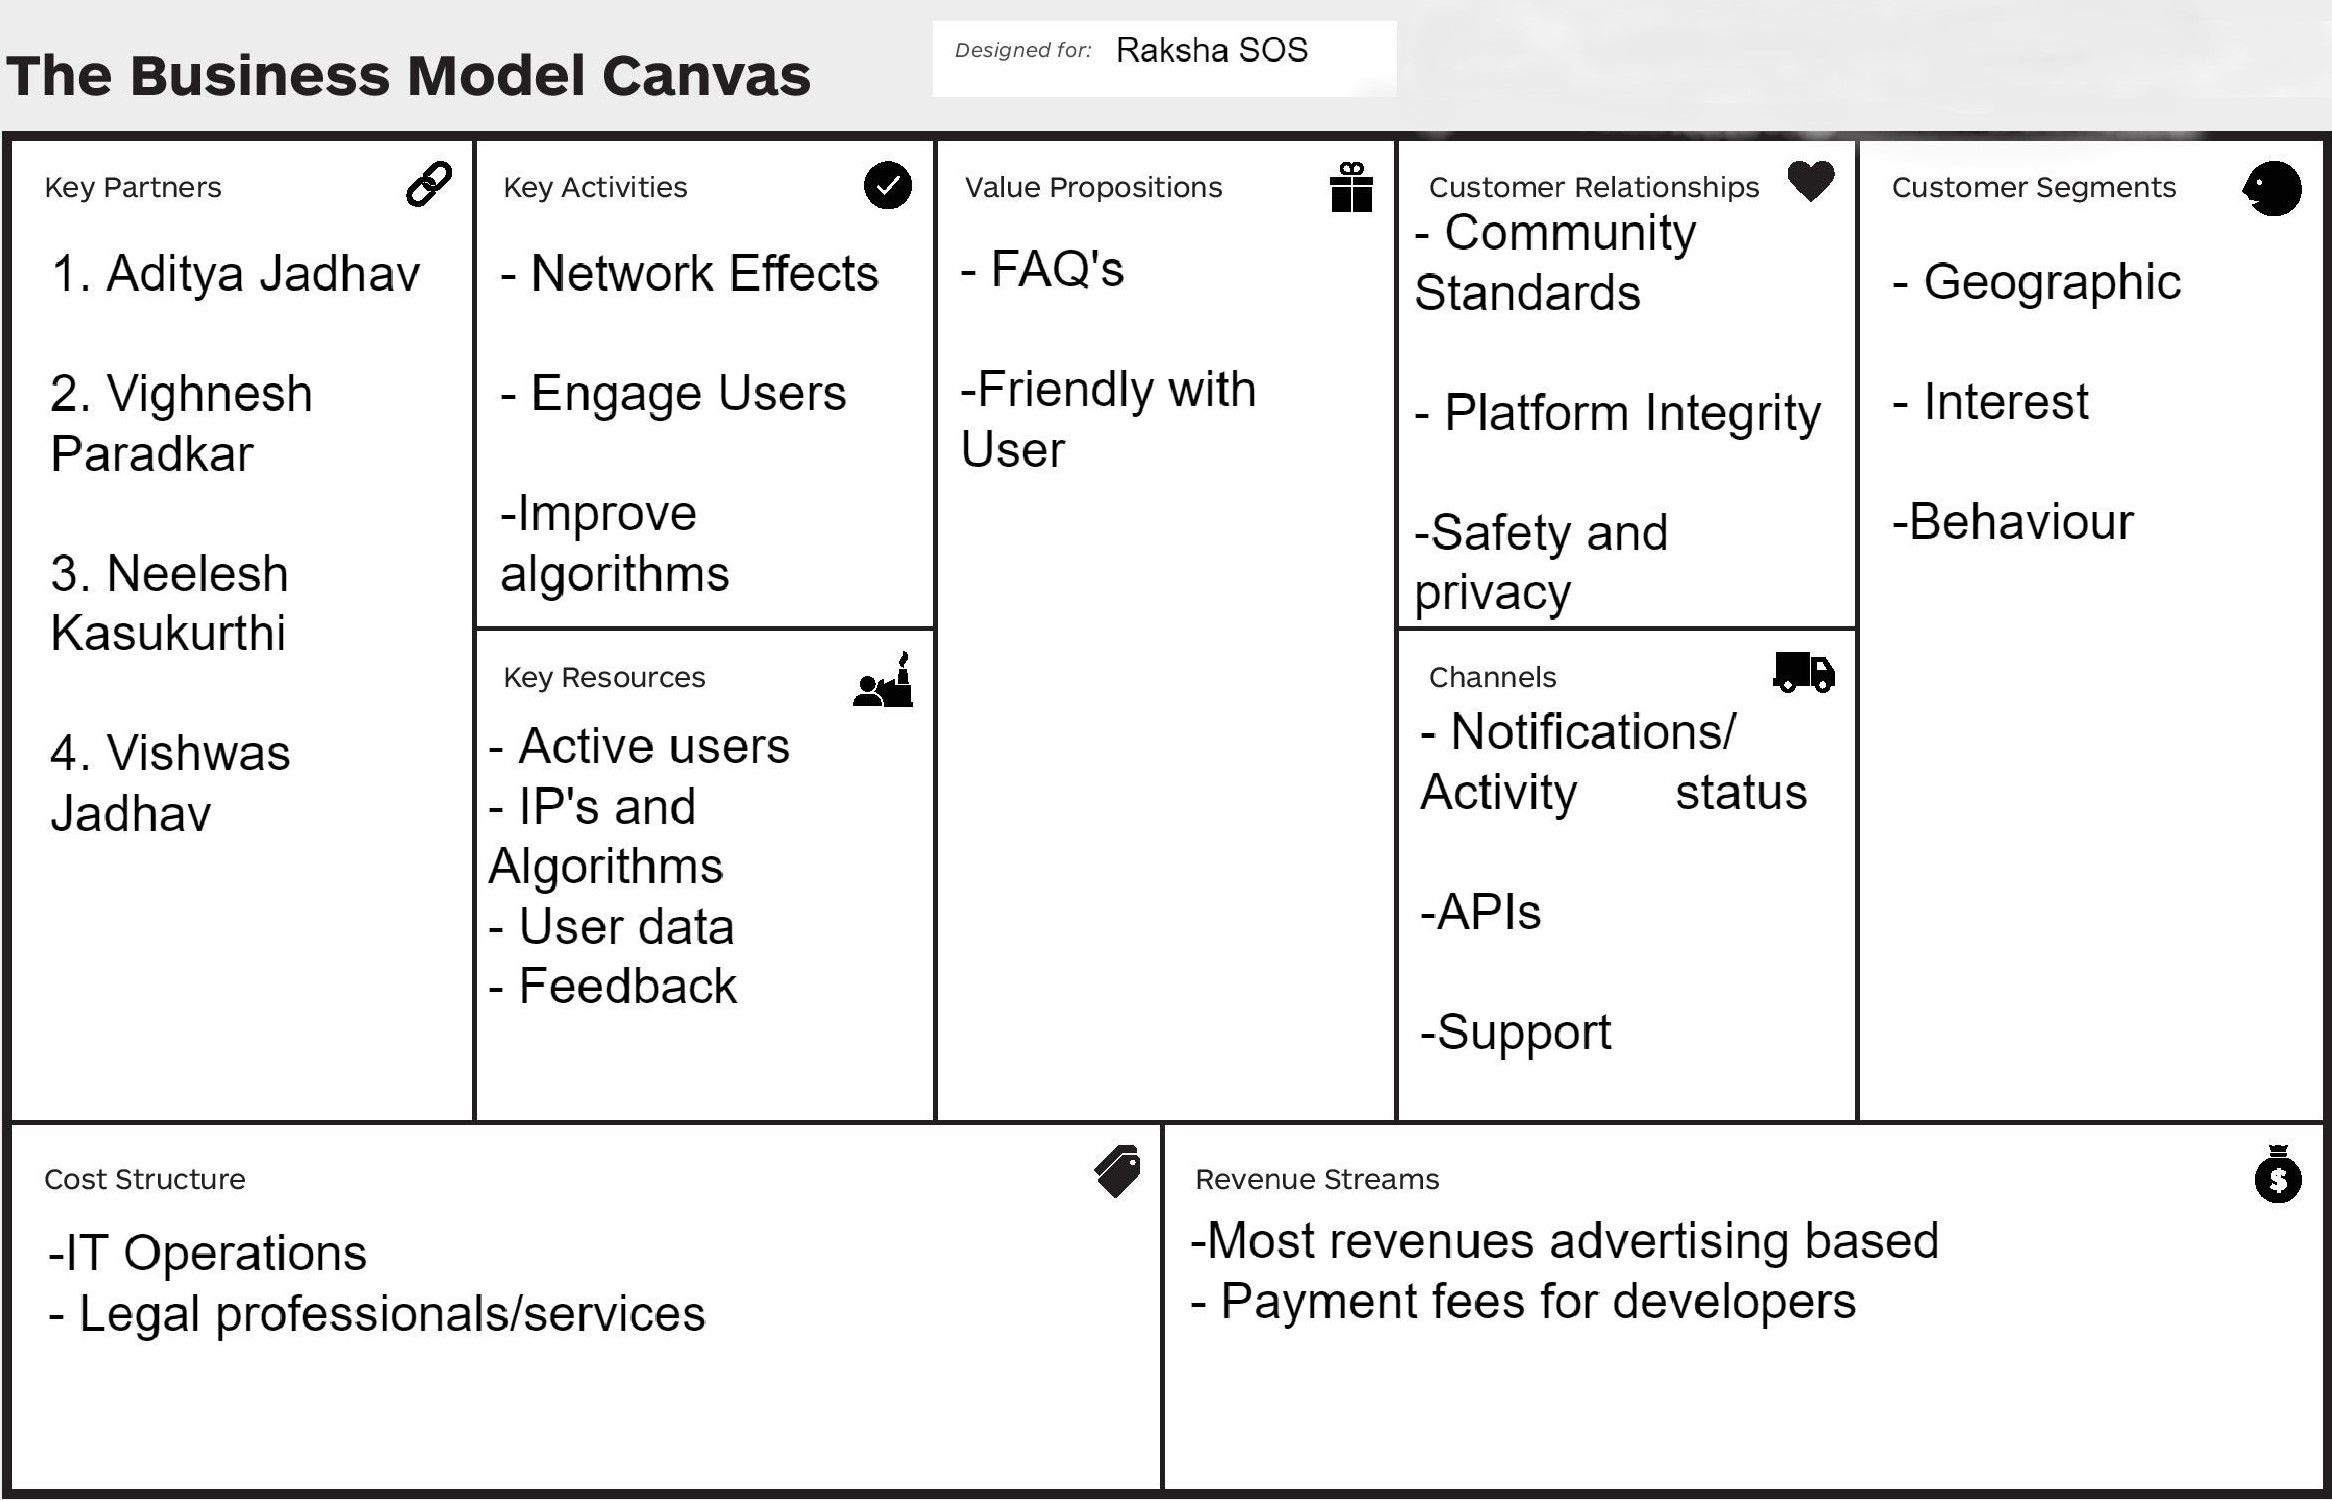 The Business Model Canvas
Designed for: Raksha SOS
Key Partners
1. Aditya Jadhav
2. Vighnesh
Paradkar
3. Neelesh
Kasukurthi
4. Vishwas
Jadhav
Key Activities
- Network Effects
- Engage Users
-Improve
algorithms
Key Resources
- Active users
- IP's and
Algorithms
- User data
- Feedback
Value Propositions
- FAQ's
-Friendly with
User
Customer Relationships
- Community
Standards
- Platform Integrity
-Safety and
privacy
Channels
- Notifications/
Activity status
-APIs
-Support
Customer Segments
- Geographic
- Interest
-Behaviour
Cost Structure
-IT Operations
- Legal professionals/services
Revenue Streams
$
-Most revenues advertising based
- Payment fees for developers